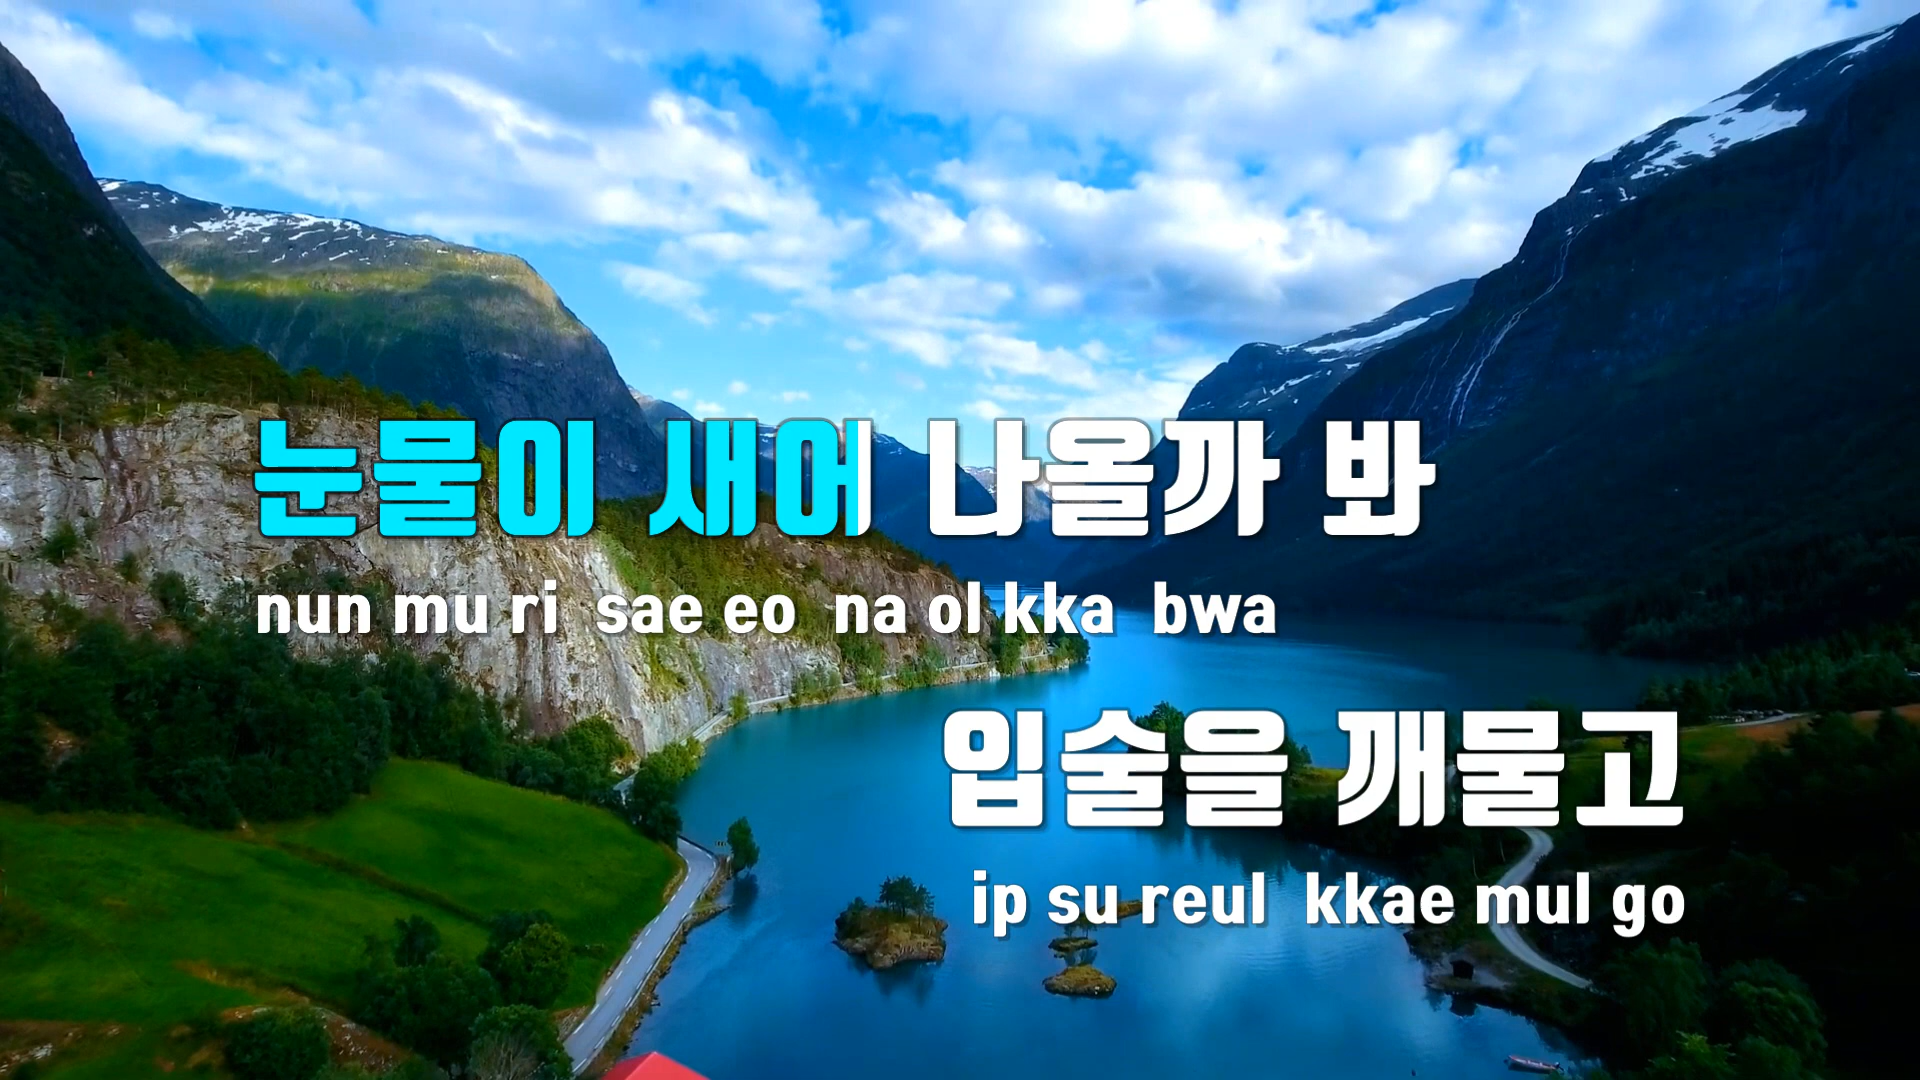 눈물이 새어 나올까 봐
nun mu ri sae eo na ol kka bwa
입술을 깨물고
ip su reul kkae mul go